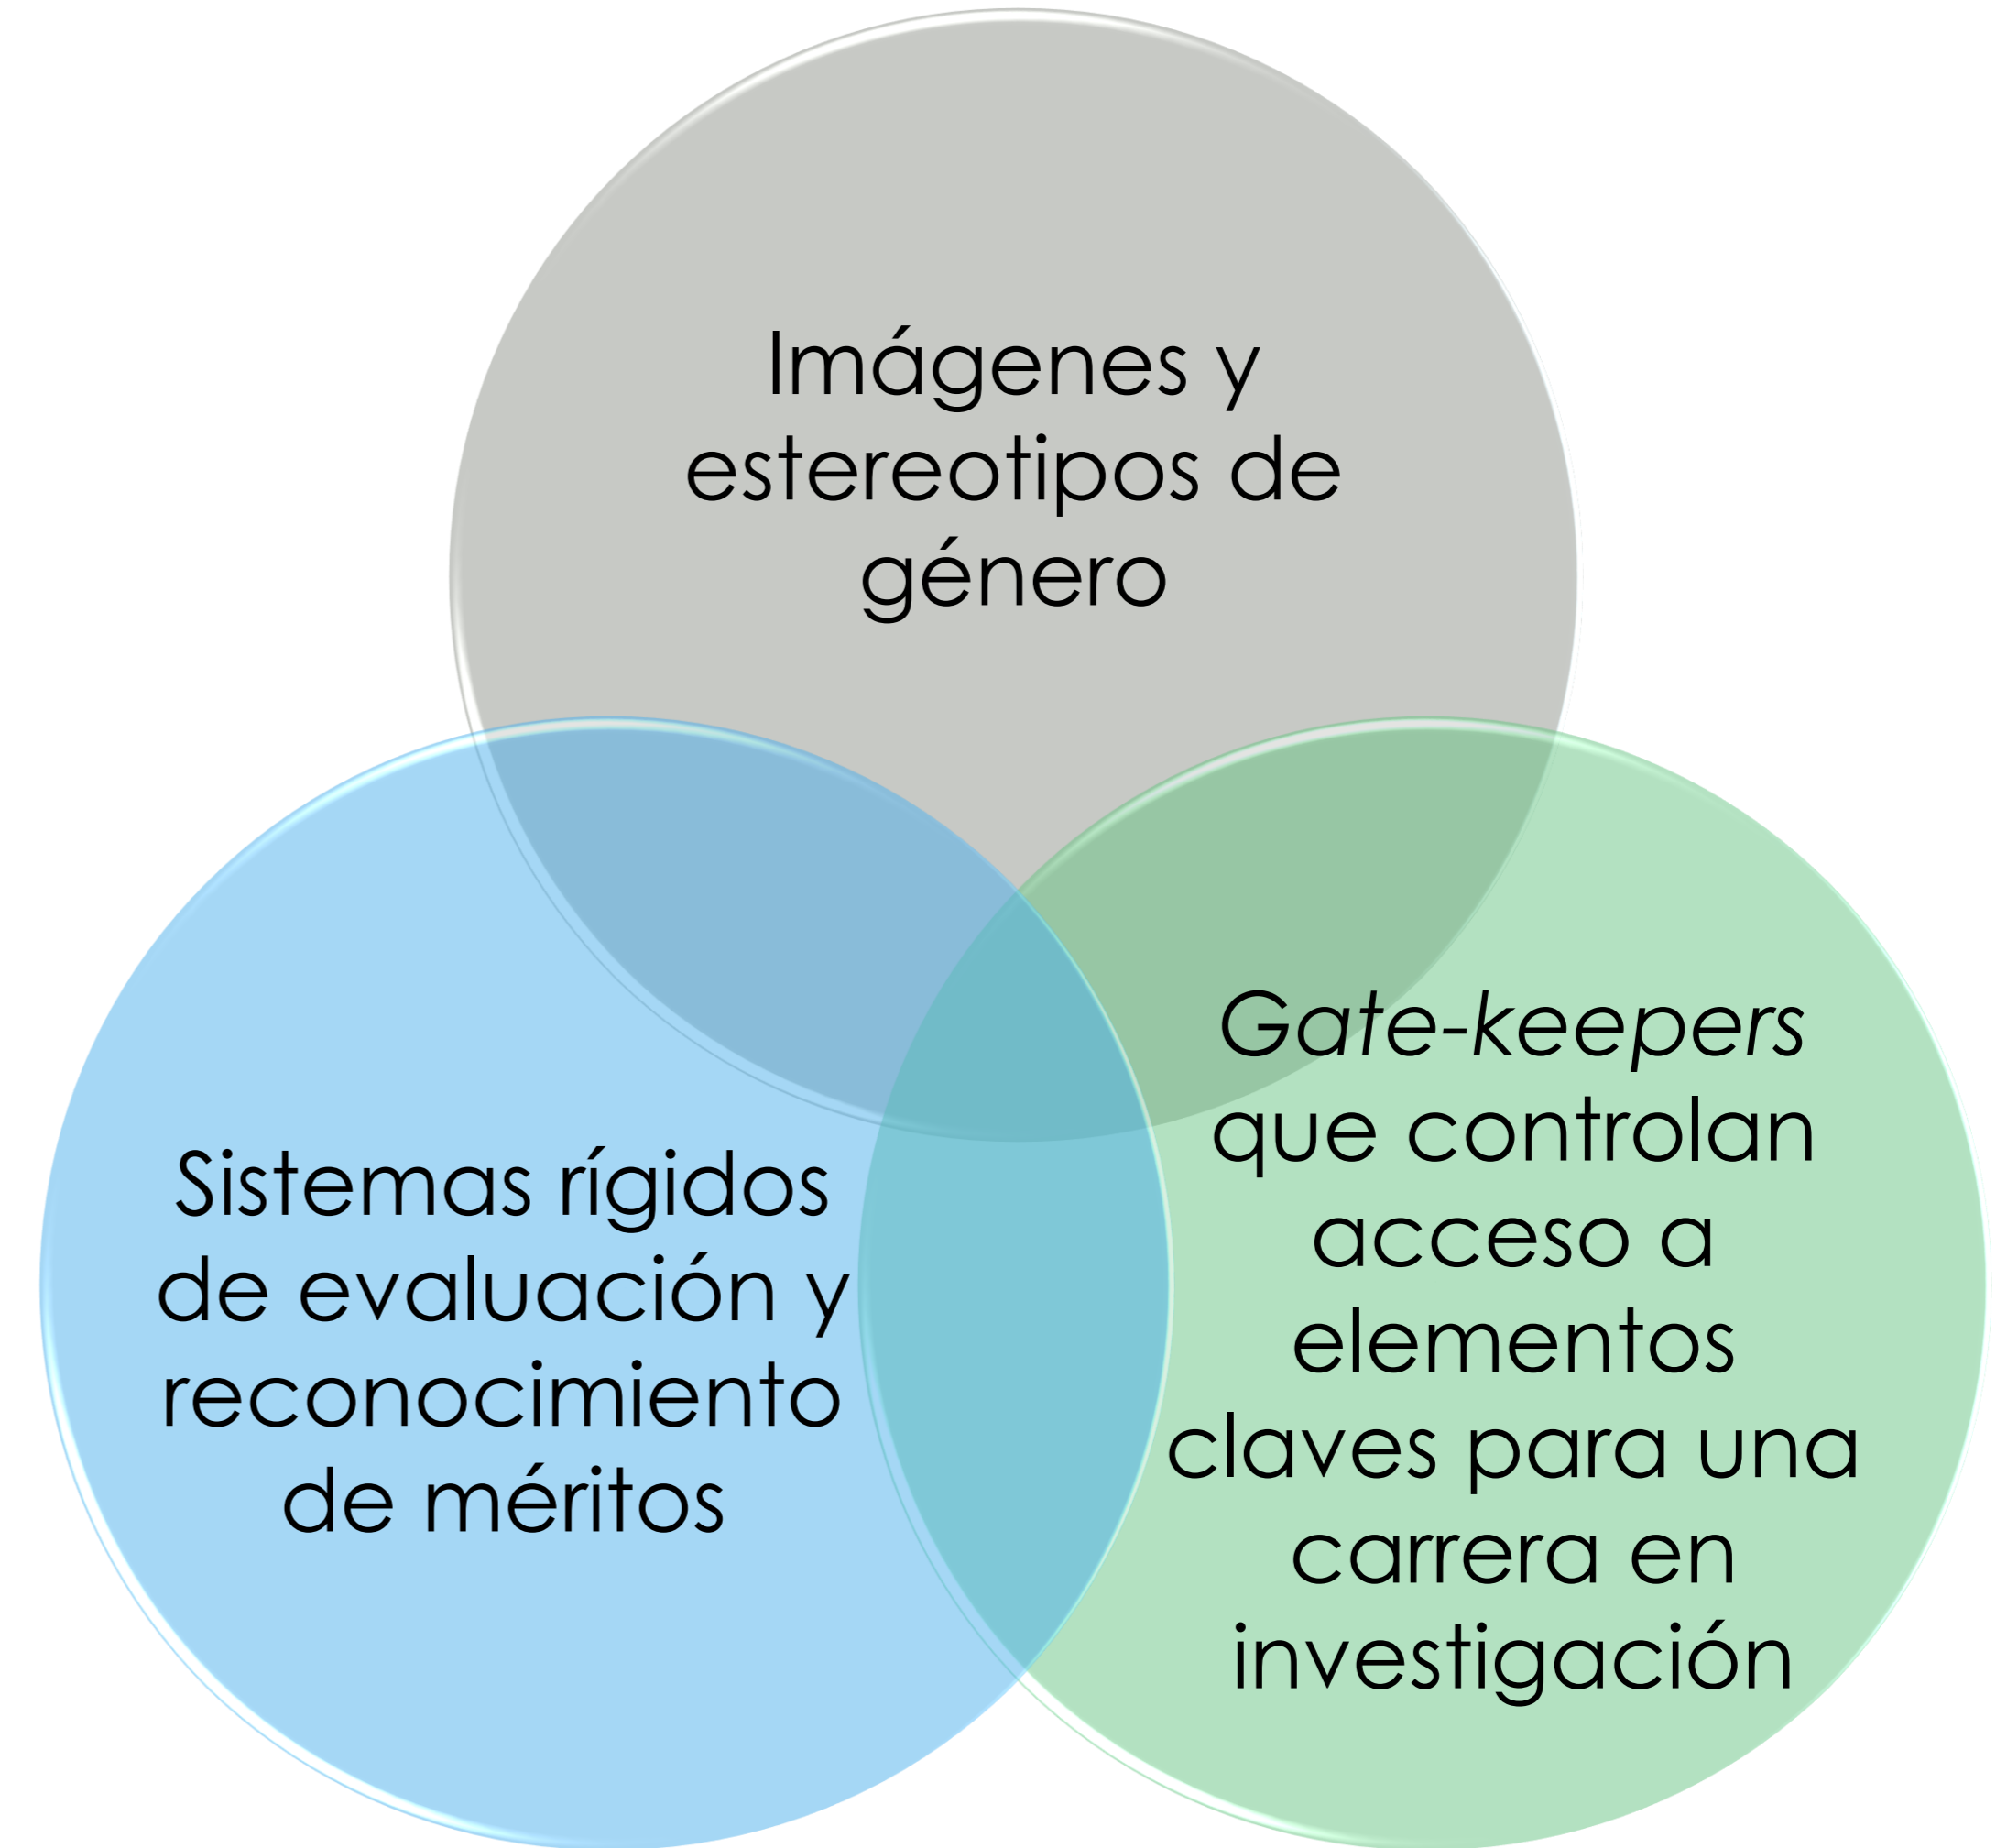 Imágenes y
estereotipos de
género
Sistemas rígidos
de evaluación y
reconocimiento
de méritos
Gate-keepers
que controlan
acceso a
elementos
claves para una
carrera en
investigación